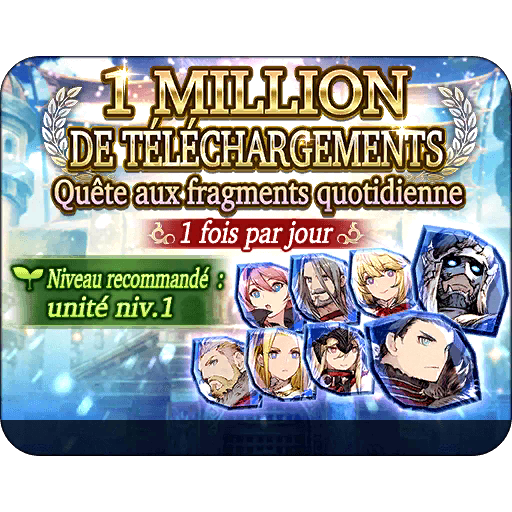 1 MILLION
DE TÉLÉCHARGEMENTS
Quête aux fragments quotidienne
1 fois par jour
Niveau recommandé :
unité niv.1